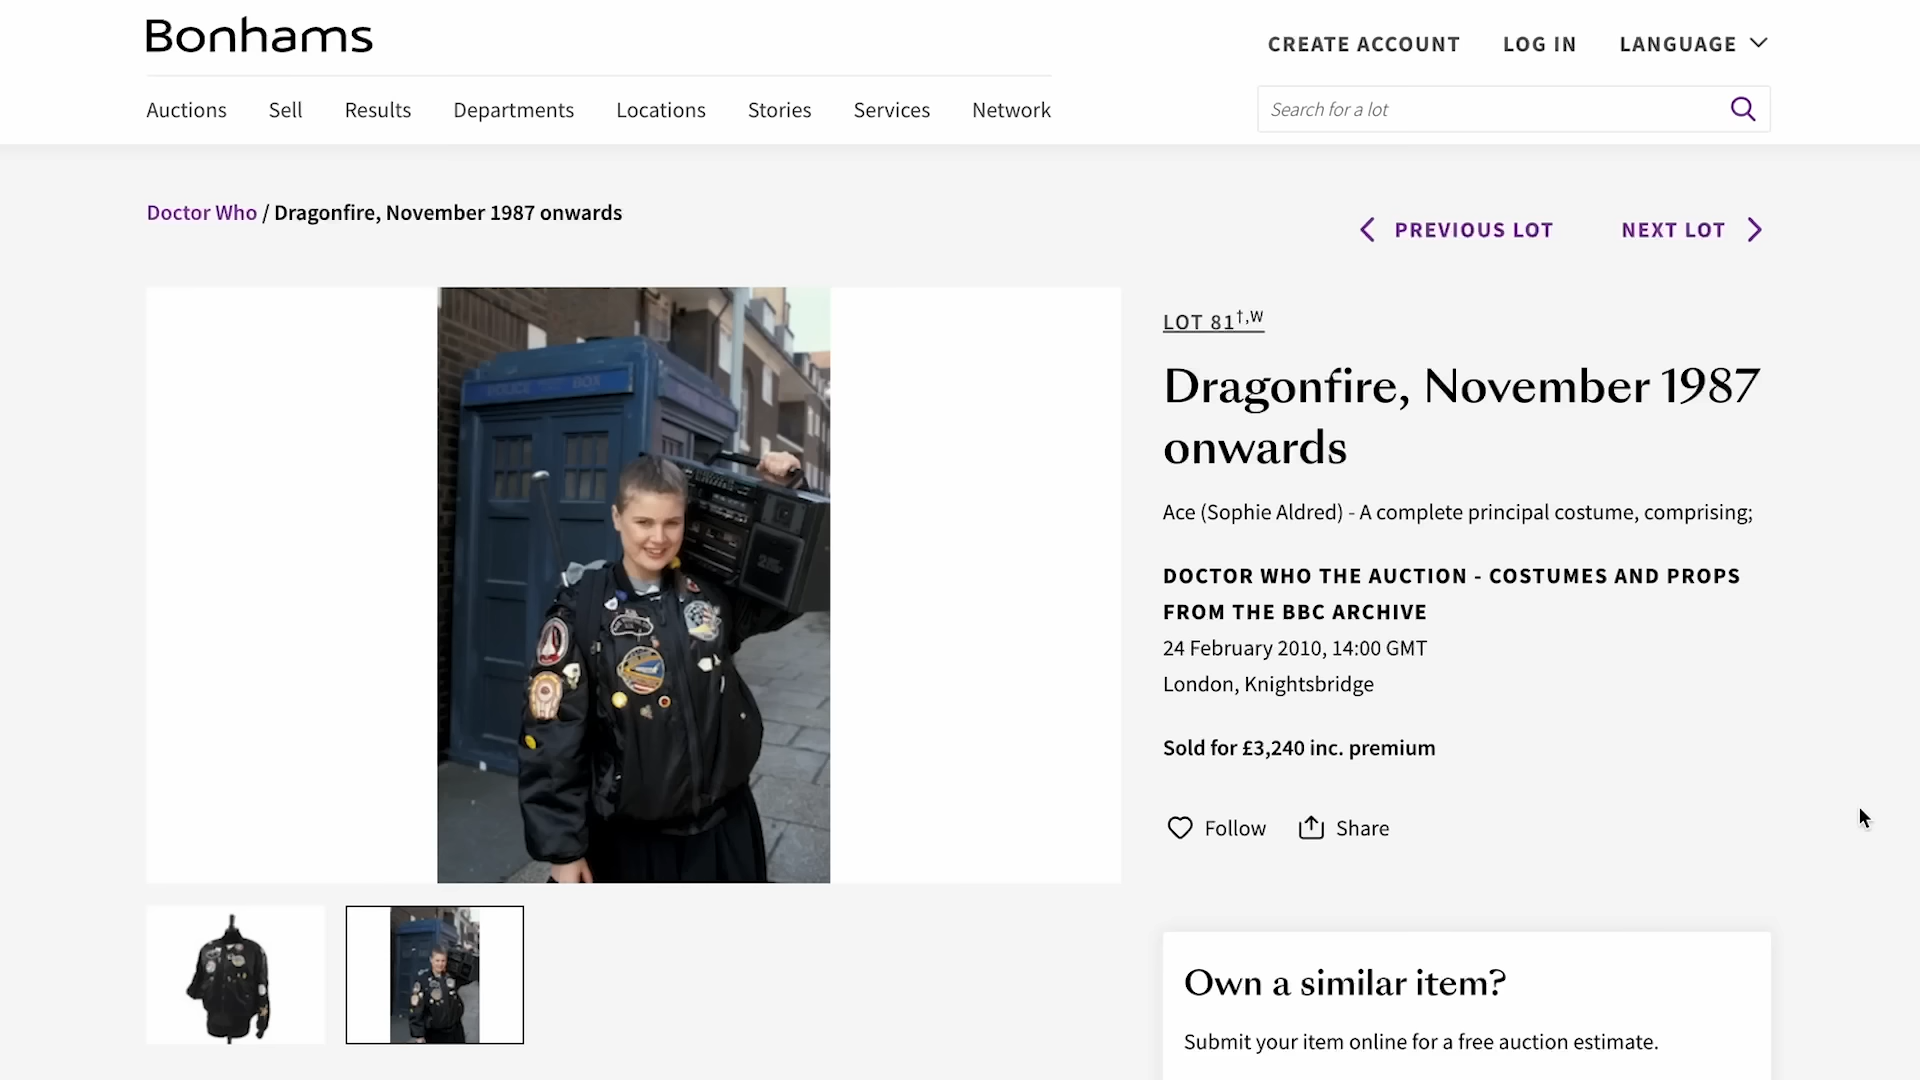 Bonhams
CREATE ACCOUNT
LOG IN
LANGUAGE
Auctions
Sell
Results
Departments
Locations
Stories
Services
Network
Search for a lot
Doctor Who / Dragonfire, November 1987 onwards
PREVIOUS LOT
NEXT LOT
POLICE BOX
LOT 81†,W
Dragonfire, November 1987
onwards
Ace (Sophie Aldred) - A complete principal costume, comprising;
DOCTOR WHO THE AUCTION - COSTUMES AND PROPS
FROM THE BBC ARCHIVE
24 February 2010, 14:00 GMT
London, Knightsbridge
Sold for £3,240 inc. premium
Follow
Share
Own a similar item?
Submit your item online for a free auction estimate.